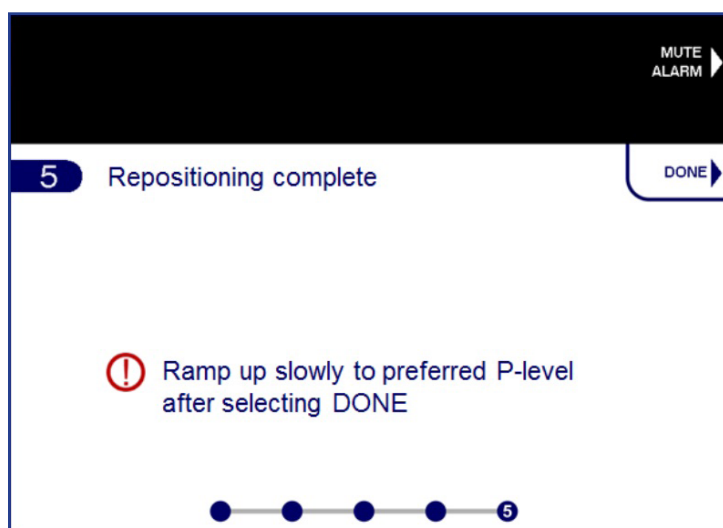 MUTE
ALARM
5 Repositioning complete
DONE
! Ramp up slowly to preferred P-level
after selecting DONE
5